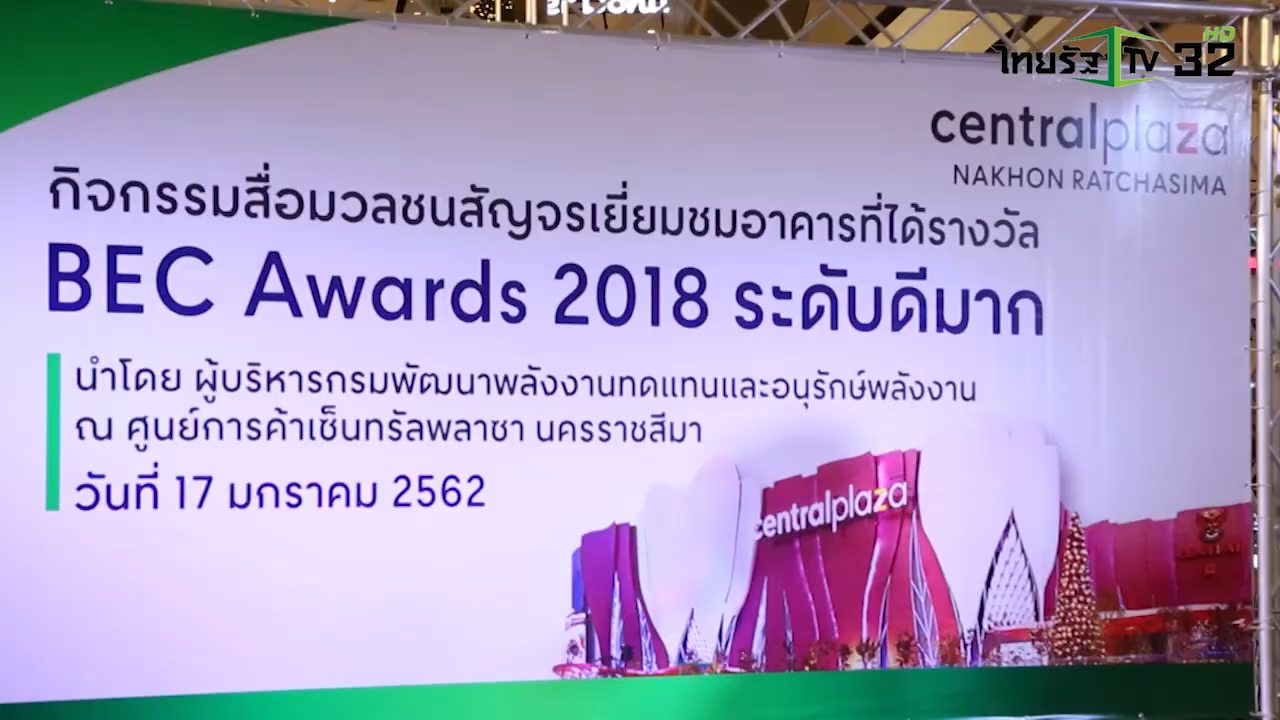 ไทยรัฐ TV 32 HD
centralplaza
NAKHON RATCHASIMA
กิจกรรมสื่อมวลชนสัญจรเยี่ยมชมอาคารที่ได้รางวัล
BEC Awards 2018 ระดับดีมาก
นำโดย ผู้บริหารกรมพัฒนาพลังงานทดแทนและอนุรักษ์พลังงาน
ณ ศูนย์การค้าเซ็นทรัลพลาซา นครราชสีมา
วันที่ 17 มกราคม 2562
centralplaza